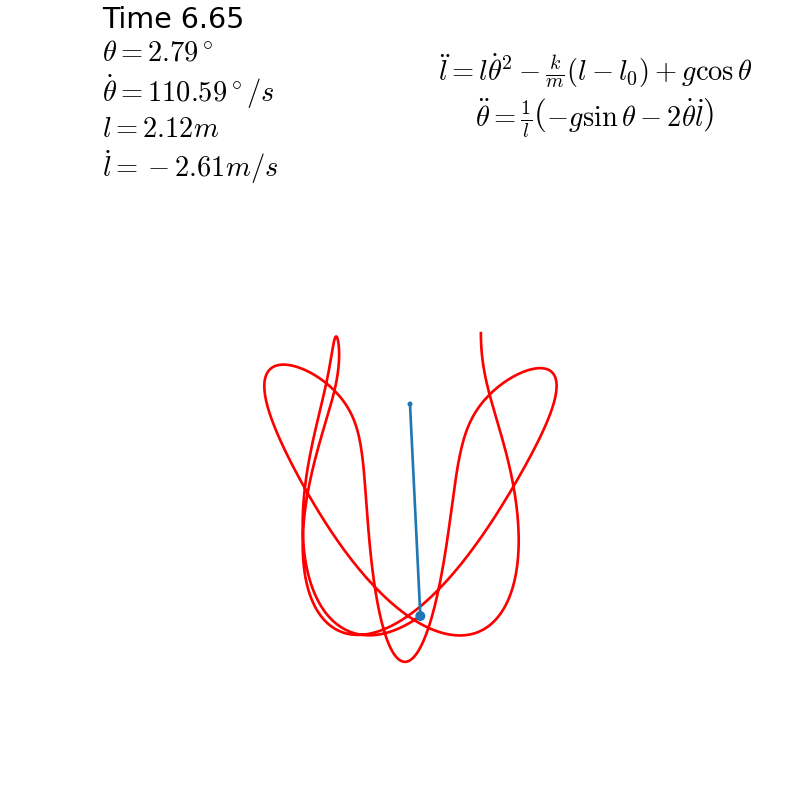 Time 6.65
θ = 2.79°
θ̇ = 110.59°/s
l = 2.12m
l̇ = −2.61m/s
l̈ = lθ̇² − k/m(l − l₀) + g cos θ
θ̈ = 1/l(−g sin θ − 2θ̇l̇)